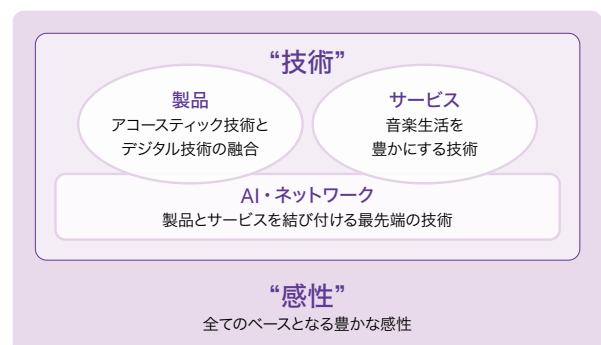 “技術”
製品
アコースティック技術と
デジタル技術の融合
サービス
音楽生活を
豊かにする技術
AI・ネットワーク
製品とサービスを結び付ける最先端の技術
“感性”
全てのベースとなる豊かな感性